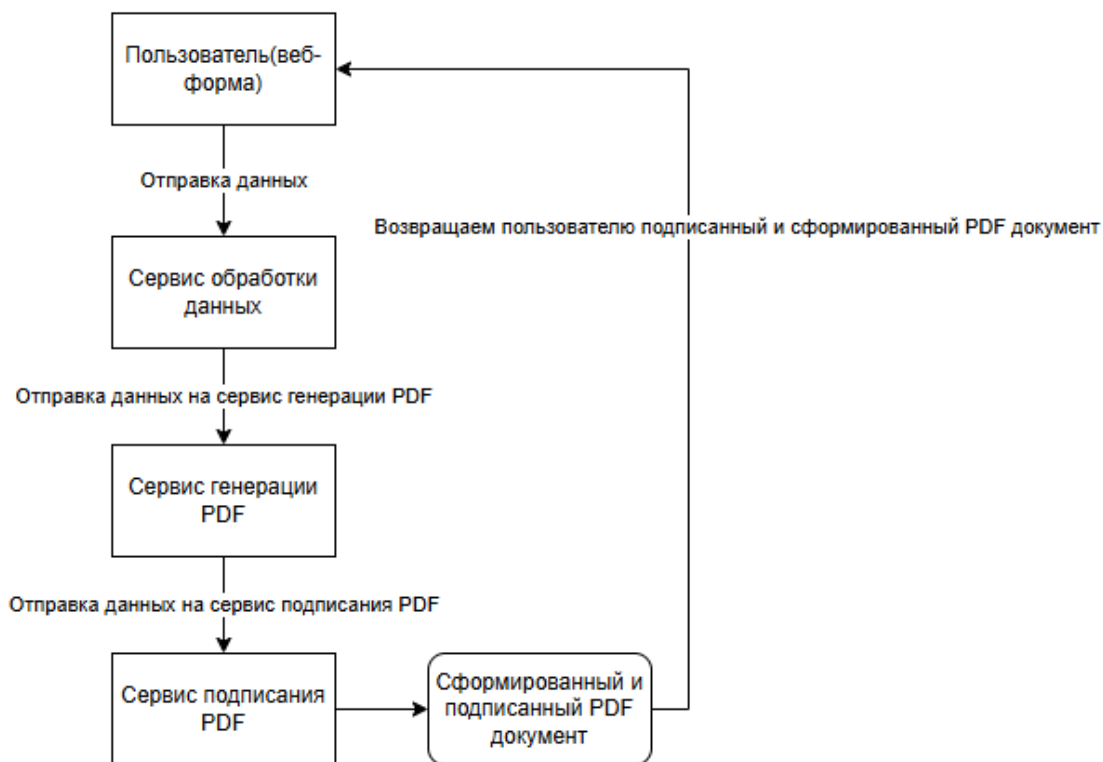 Пользователь(веб-
форма)
Отправка данных
Возвращаем пользователю подписанный и сформированный PDF документ
Сервис обработки
данных
Отправка данных на сервис генерации PDF
Сервис генерации
PDF
Отправка данных на сервис подписания PDF
Сервис подписания
PDF
Сформированный и
подписанный PDF
документ